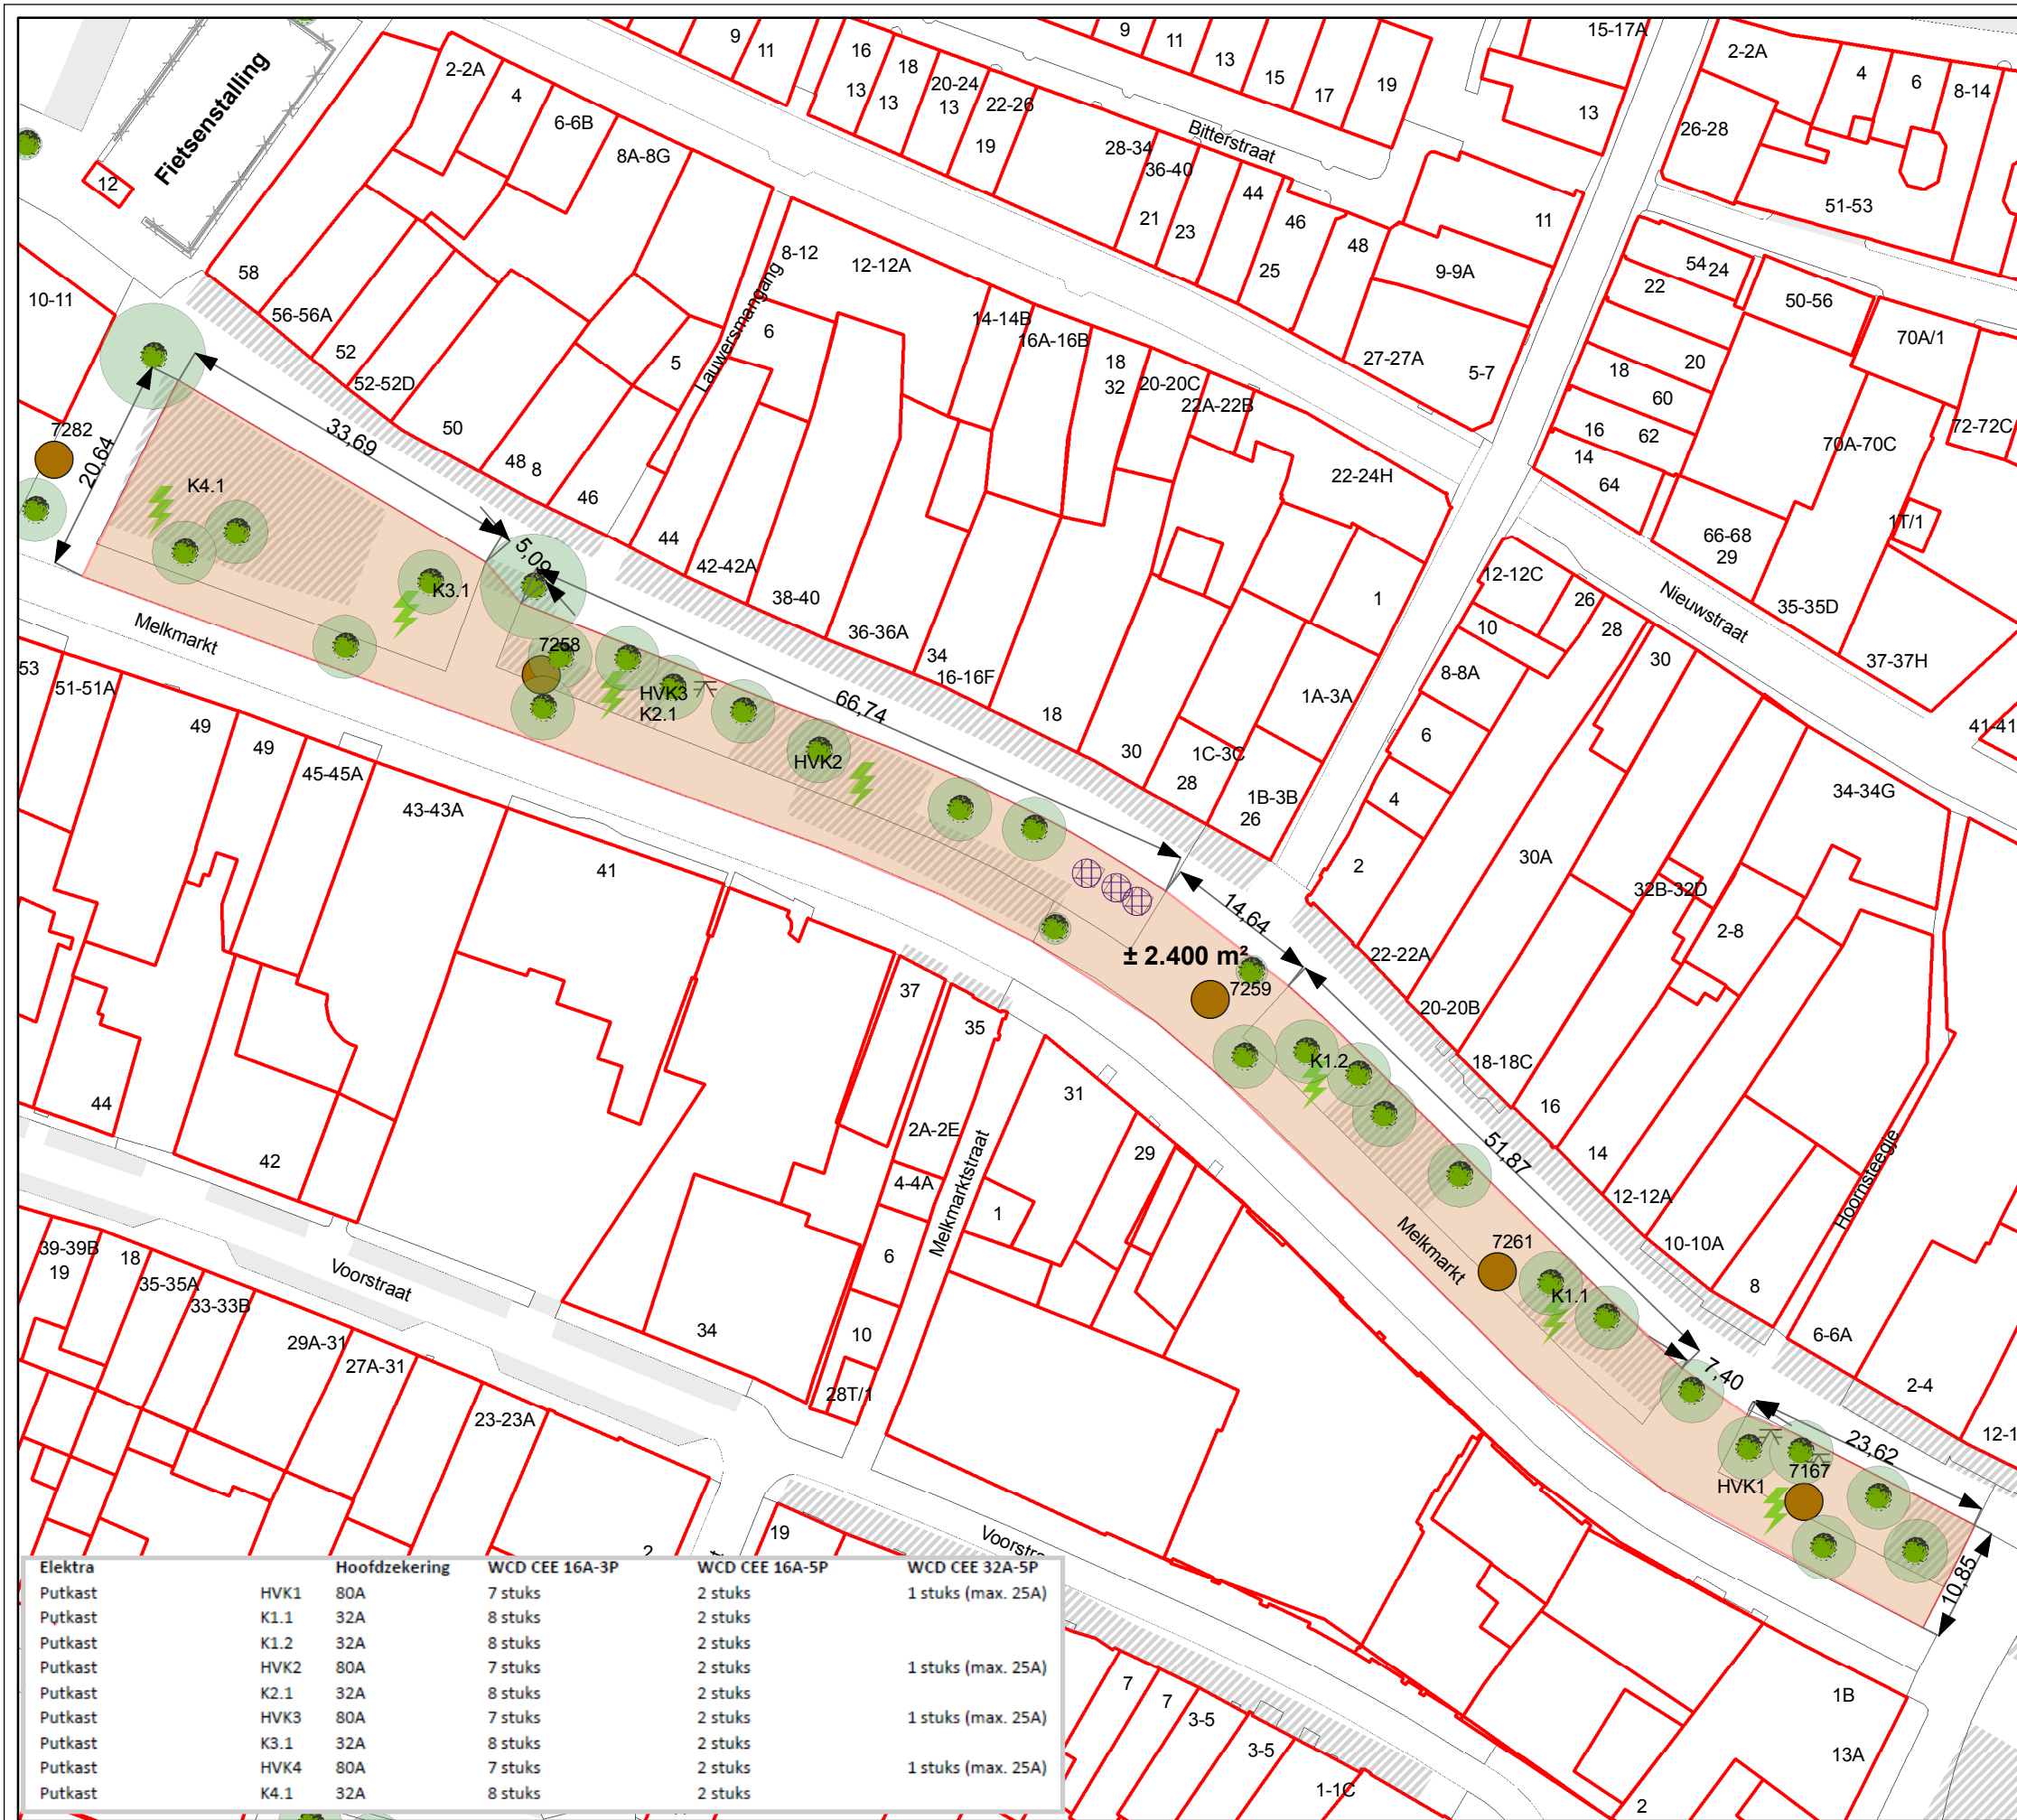 9
11
16
18
20-24
13
13
13
22-26
19
9
11
13
15
17
19
15-17A
13
2-2A
4
6
8-14
2-2A
4
6-6B
8A-8G
Fietsenstalling
12
Bitterstraat
28-34
36-40
44
46
48
21
23
25
11
9-9A
27-27A
5-7
26-28
51-53
54
24
22
50-56
70A/1
20
18
60
16
62
14
64
70A-70C
72-72C
10-11
58
56-56A
52
52-52D
50
48
8
46
5
Lauwersmangang
8-12
12-12A
6
14-14B
16A-16B
18
32
20-20C
22A-22B
22-24H
7282
20,64
33,69
K4.1
K3.1
5,09
44
42-42A
38-40
36-36A
34
16-16F
18
30
28
1C-3C
1B-3B
26
1A-3A
1
66-68
29
1T/1
35-35D
37-37H
Nieuwstraat
41-41
12-12C
26
10
28
30
8-8A
6
4
2
34-34G
30A
32B-32D
2-8
Melkmarkt
7258
HVK3
K2.1
66,74
HVK2
53
51-51A
49
49
45-45A
43-43A
41
14,64
± 2.400 m²
7259
22-22A
20-20B
18-18C
16
14
12-12A
10-10A
8
6-6A
2-4
12-1
Hoornsteegje
37
35
31
29
K1.2
51,87
44
42
2A-2E
4-4A
Melkmarktstraat
1
6
10
28T/1
34
Melkmarkt
7261
K1.1
7,40
23,62
7167
HVK1
10,85
39-39B
19
18
35-35A
33-33B
29A-31
27A-31
23-23A
Voorstraat
2
19
Voorstra
Elektra Hoofdzekering WCD CEE 16A-3P WCD CEE 16A-5P WCD CEE 32A-5P
Putkast HVK1 80A 7 stuks 2 stuks 1 stuks (max. 25A)
Putkast K1.1 32A 8 stuks 2 stuks
Putkast K1.2 32A 8 stuks 2 stuks
Putkast HVK2 80A 7 stuks 2 stuks 1 stuks (max. 25A)
Putkast K2.1 32A 8 stuks 2 stuks
Putkast HVK3 80A 7 stuks 2 stuks 1 stuks (max. 25A)
Putkast K3.1 32A 8 stuks 2 stuks
Putkast HVK4 80A 7 stuks 2 stuks 1 stuks (max. 25A)
Putkast K4.1 32A 8 stuks 2 stuks
7
7
3-5
3-5
1-1C
2
1B
13A